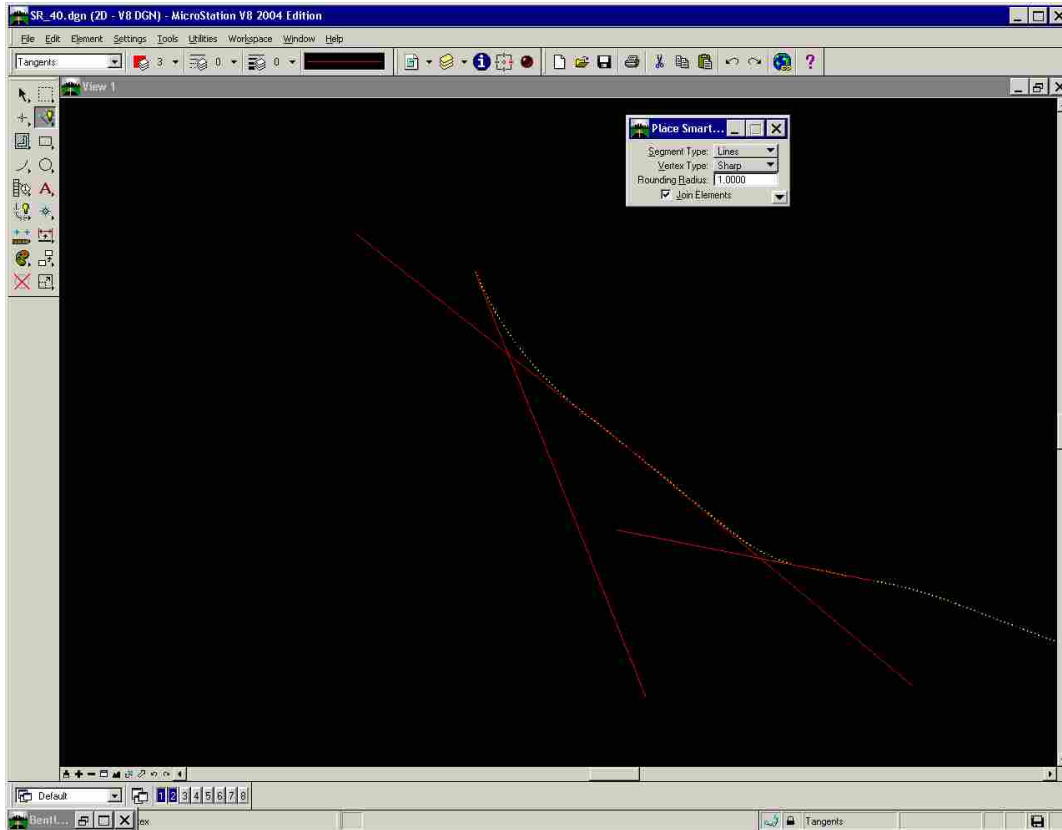 SR_40.dgn (2D - V8 DGN) - MicroStation V8 2004 Edition
File Edit Element Settings Tools Utilities Workspace Window Help
Tangents 3 0 0
View 1
Place Smart...
Segment Type: Lines
Vertex Type: Sharp
Rounding Radius: 1.0000
Join Elements
Default 1 2 3 4 5 6 7 8
Bentl... ex Tangents